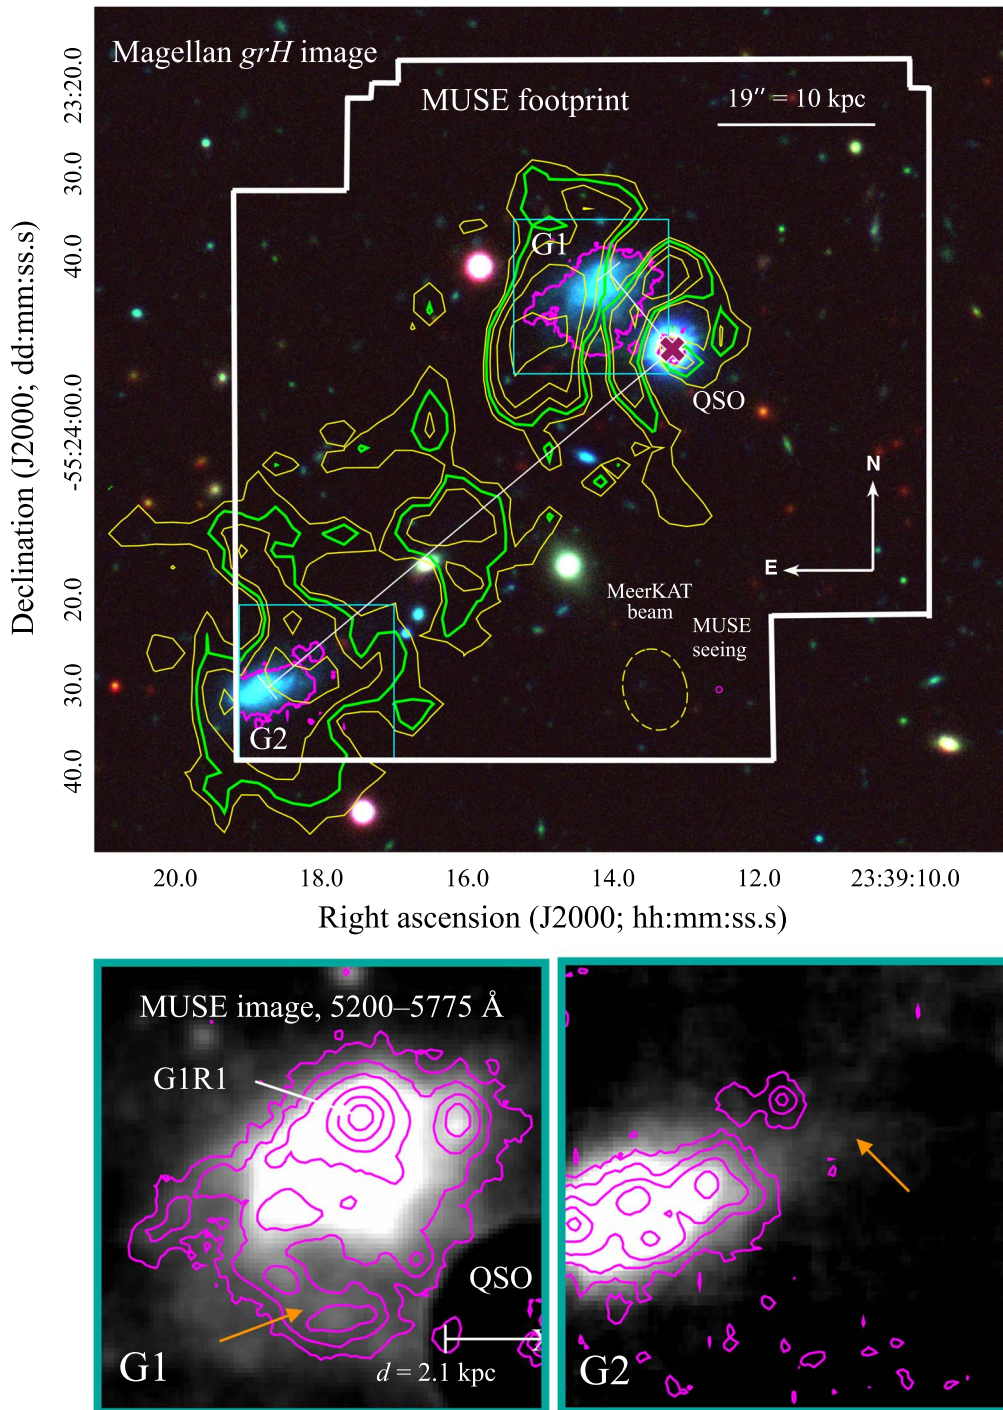 Magellan grH image
MUSE footprint
19″ = 10 kpc
G1
QSO
N
E
MeerKAT
beam
MUSE
seeing
G2
Declination (J2000; dd:mm:ss.s)
23:20.0
30.0
40.0
-55:24:00.0
20.0
30.0
40.0
20.0
18.0
16.0
14.0
12.0
23:39:10.0
Right ascension (J2000; hh:mm:ss.s)
MUSE image, 5200–5775 Å
G1R1
QSO
d = 2.1 kpc
G1
G2